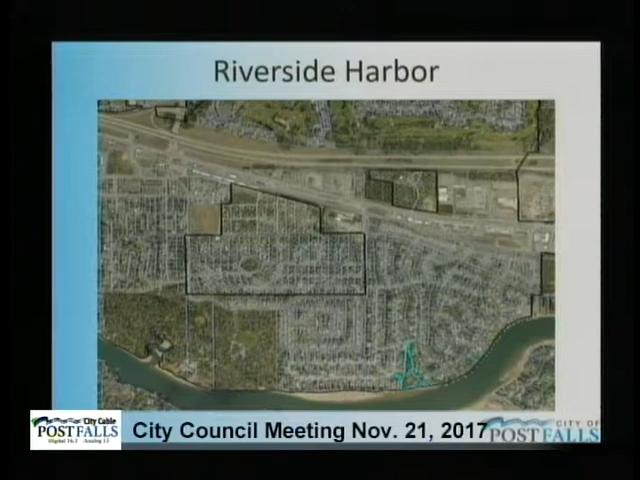 Riverside Harbor
City Cable
POST FALLS
Digital 16.3 Analog 13
City Council Meeting Nov. 21, 2017
CITY OF
POST FALLS